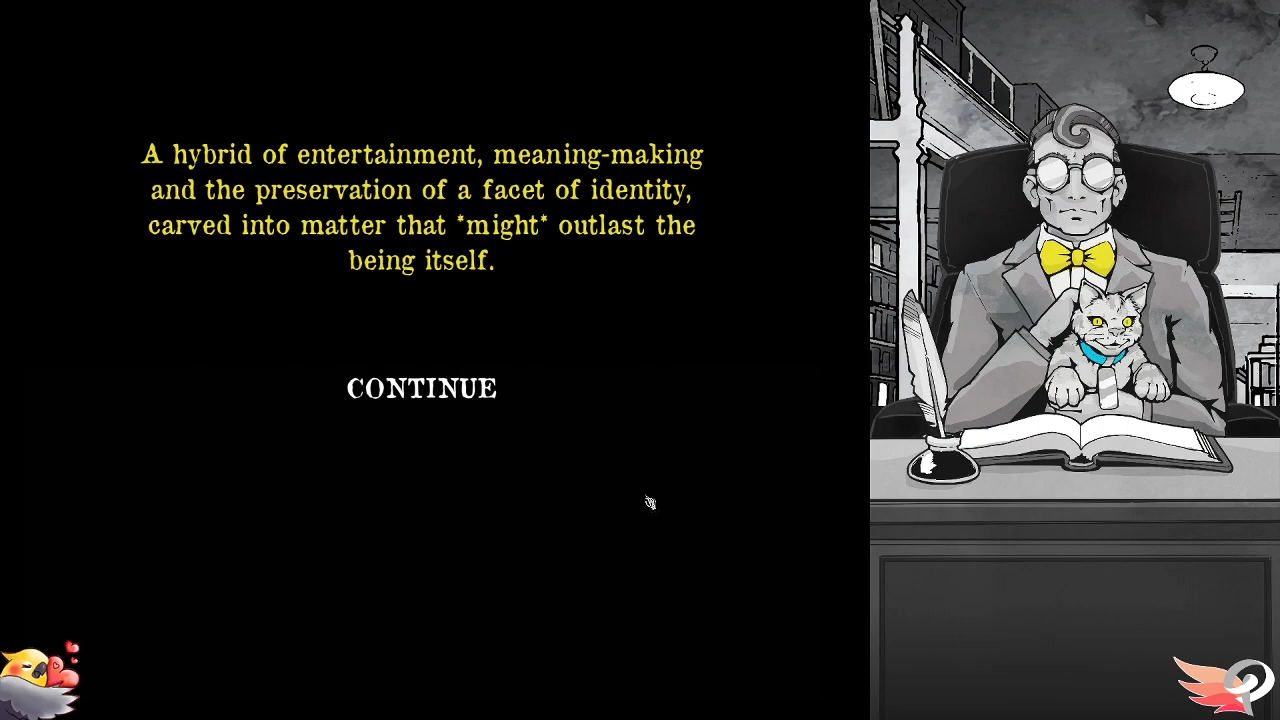 A hybrid of entertainment, meaning-making
and the preservation of a facet of identity,
carved into matter that *might* outlast the
being itself.
CONTINUE